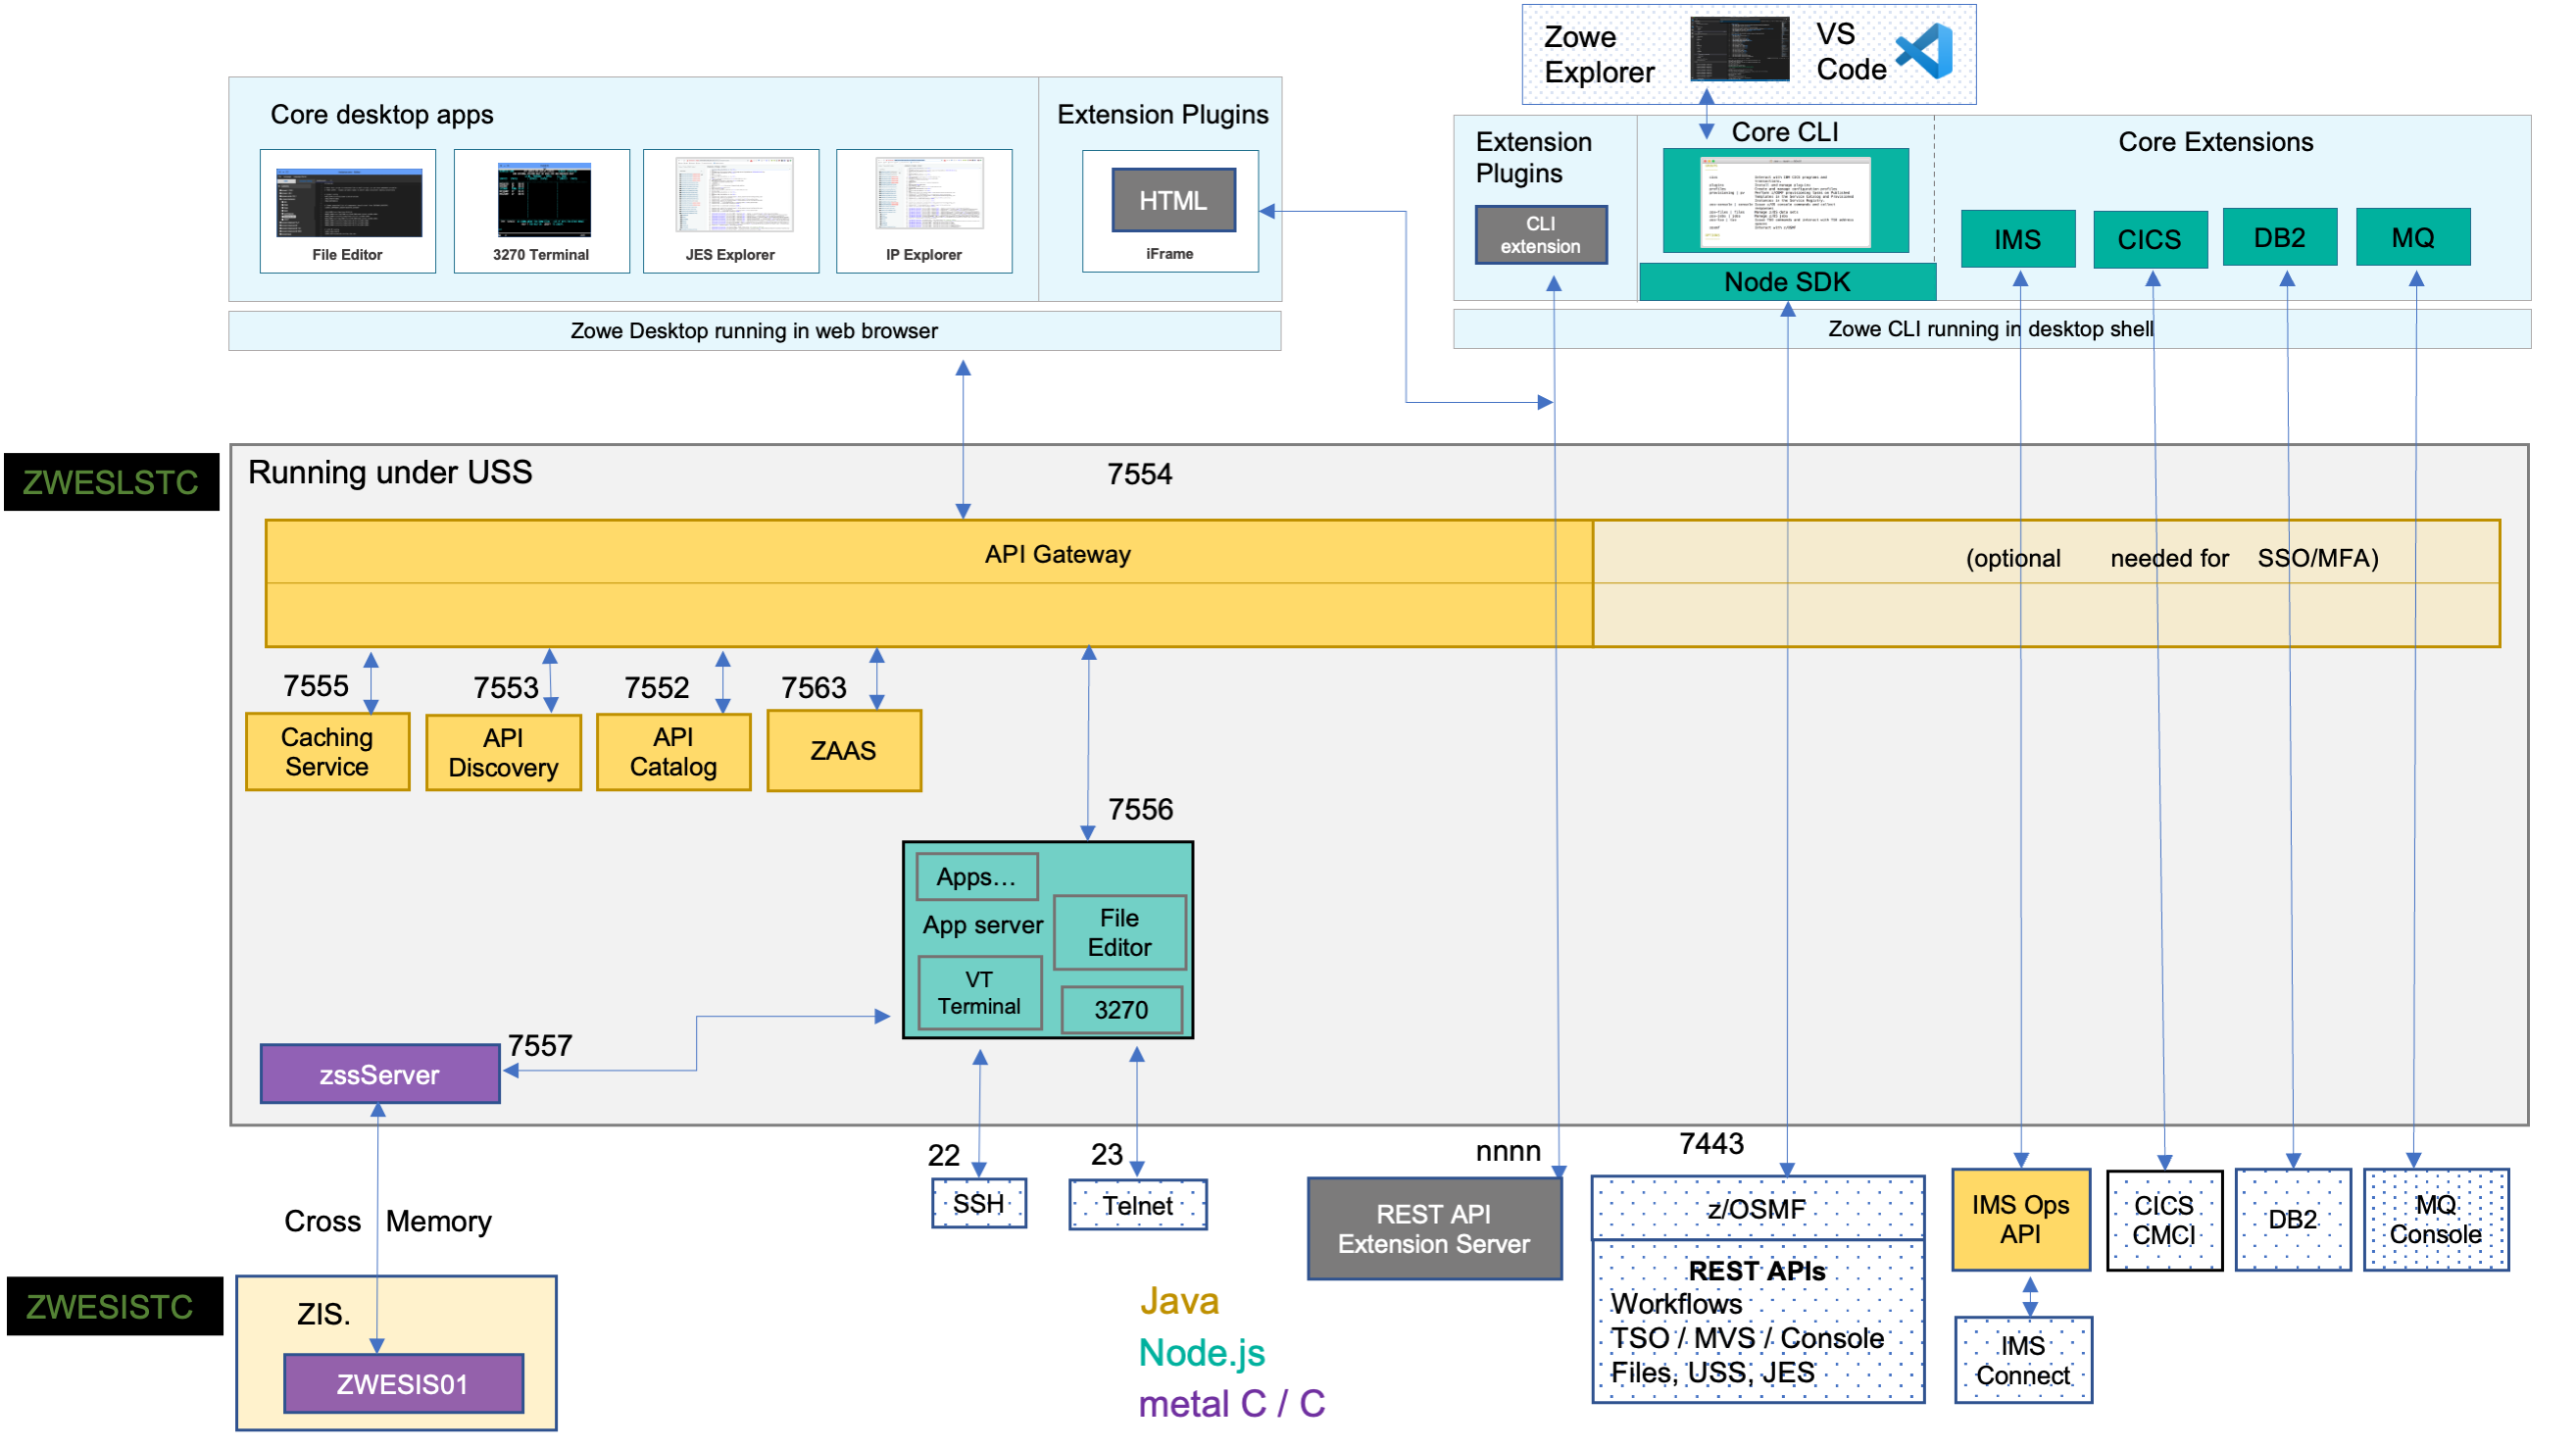 Zowe
Explorer
VS
Code
Core desktop apps
Extension Plugins
File Editor
3270 Terminal
JES Explorer
IP Explorer
HTML
iFrame
Zowe Desktop running in web browser
Extension
Plugins
CLI
extension
Core CLI
Node SDK
Core Extensions
IMS
CICS
DB2
MQ
Zowe CLI running in desktop shell
ZWESLSTC
Running under USS
7554
API Gateway
(optional needed for SSO/MFA)
7555
7553
7552
7563
Caching
Service
API
Discovery
API
Catalog
ZAAS
7556
Apps...
App server
File
Editor
VT
Terminal
3270
7557
zssServer
22
23
nnnn
7443
SSH
Telnet
REST API
Extension Server
z/OSMF
REST APIs
Workflows
TSO / MVS / Console
Files, USS, JES
IMS Ops
API
CICS
CMCI
DB2
MQ
Console
IMS
Connect
Cross Memory
ZWESISTC
ZIS.
ZWESIS01
Java
Node.js
metal C / C